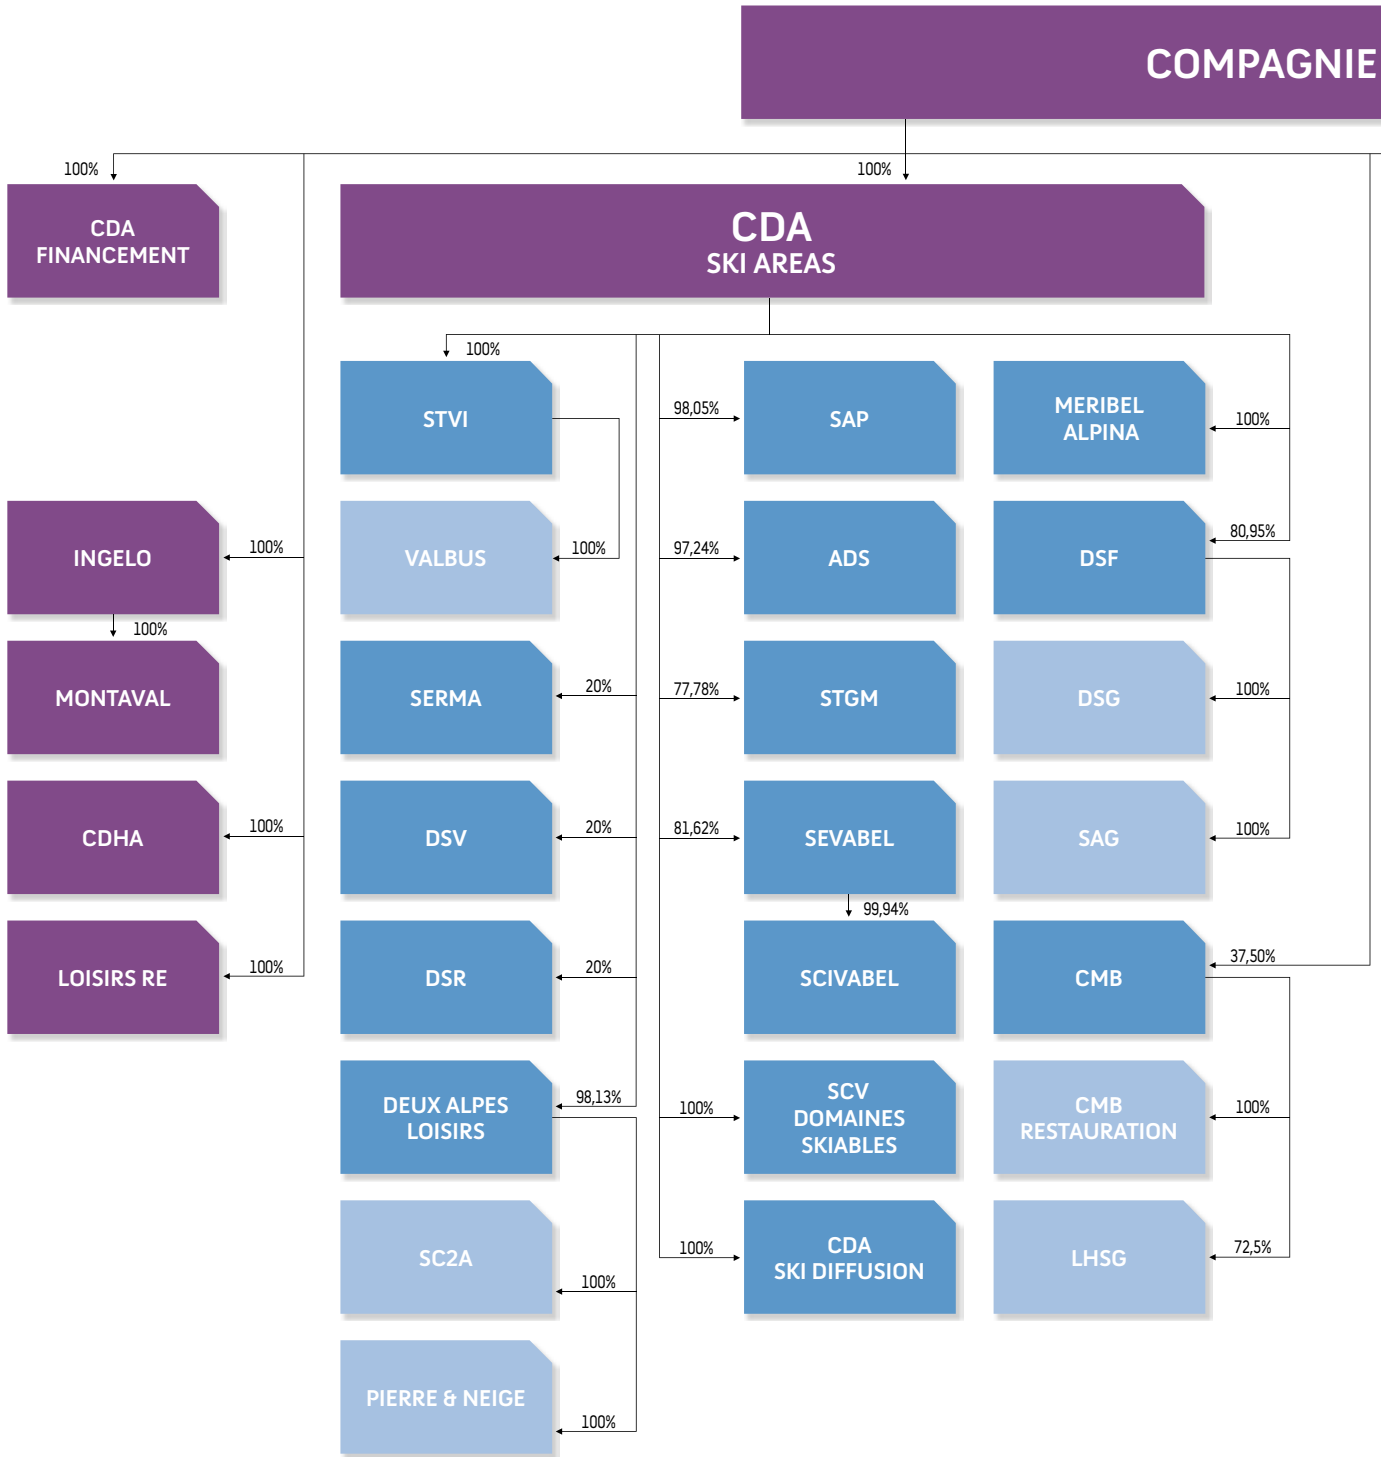 COMPAGNIE
100%
100%
CDA
FINANCEMENT
CDA
SKI AREAS
100%
STVI
98,05%
SAP
MERIBEL
ALPINA
100%
INGELO
100%
VALBUS
100%
97,24%
ADS
80,95%
DSF
100%
MONTAVAL
SERMA
20%
77,78%
STGM
DSG
100%
CDHA
100%
DSV
20%
81,62%
SEVABEL
SAG
100%
99,94%
LOISIRS RE
100%
DSR
20%
SCIVABEL
CMB
37,50%
DEUX ALPES
LOISIRS
98,13%
100%
SCV
DOMAINES
SKIABLES
CMB
RESTAURATION
100%
SC2A
100%
100%
CDA
SKI DIFFUSION
LHSG
72,5%
PIERRE & NEIGE
100%